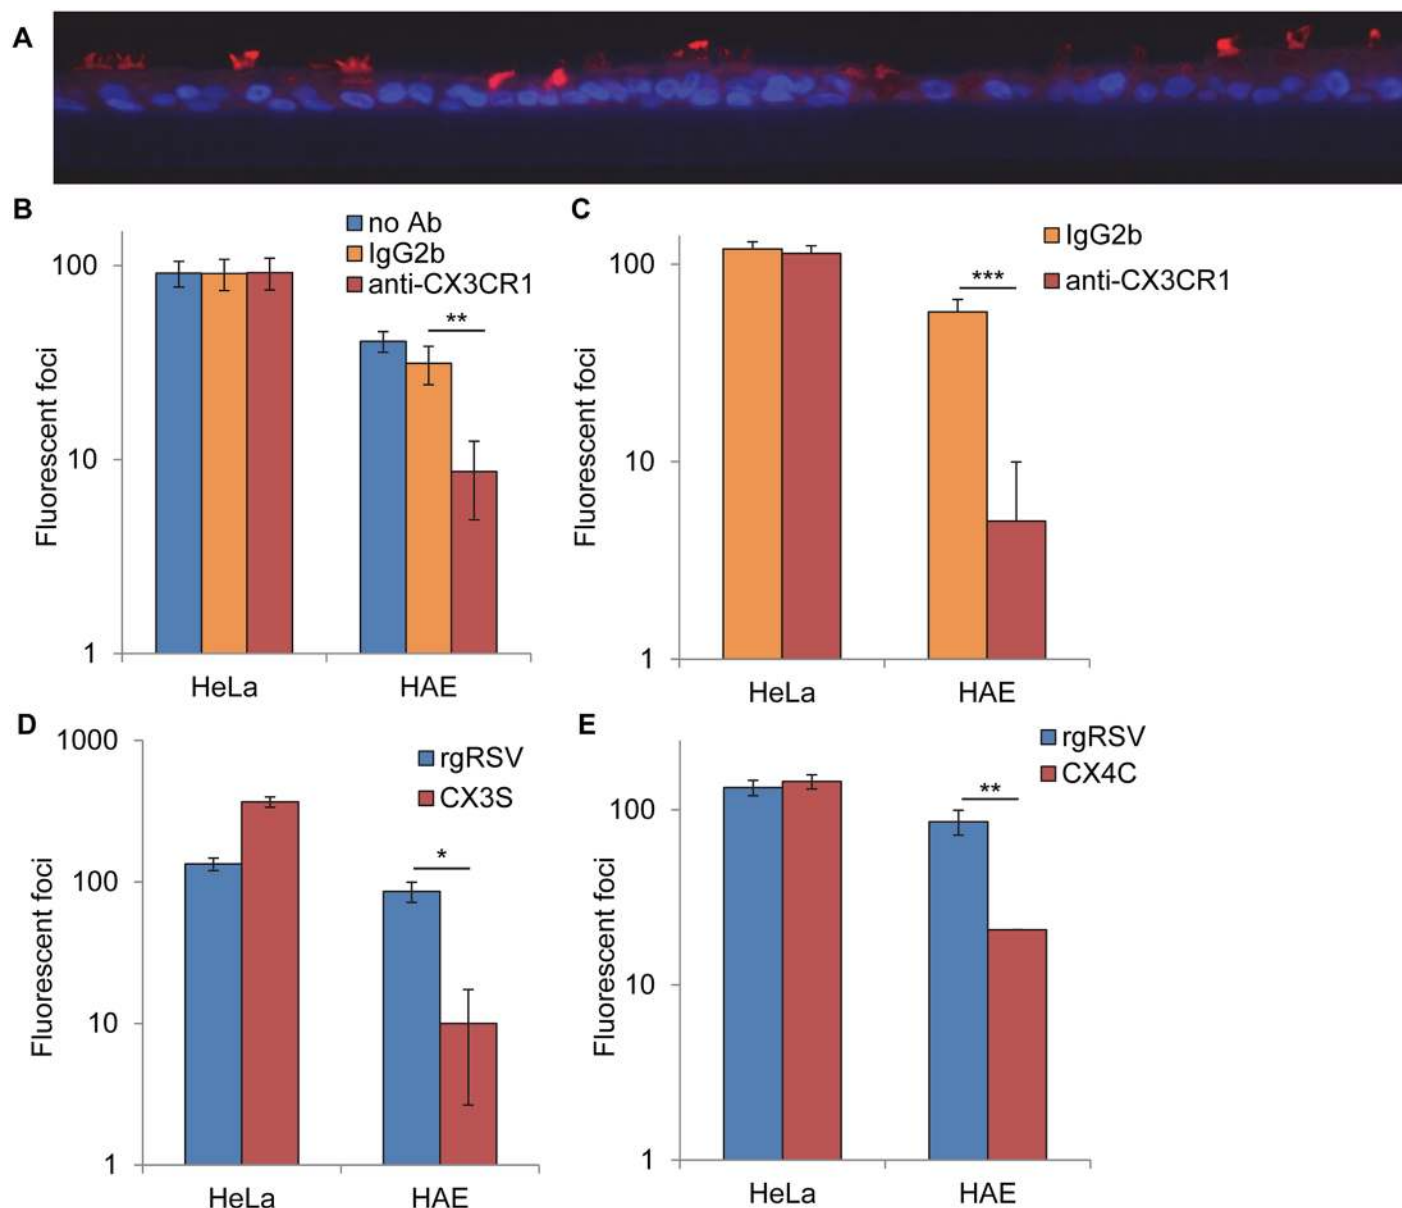 A
B
no Ab
IgG2b
anti-CX3CR1
100
10
1
Fluorescent foci
**
HeLa
HAE
C
IgG2b
anti-CX3CR1
100
10
1
Fluorescent foci
***
HeLa
HAE
D
rgRSV
CX3S
1000
100
10
1
Fluorescent foci
*
HeLa
HAE
E
rgRSV
CX4C
100
10
1
Fluorescent foci
**
HeLa
HAE